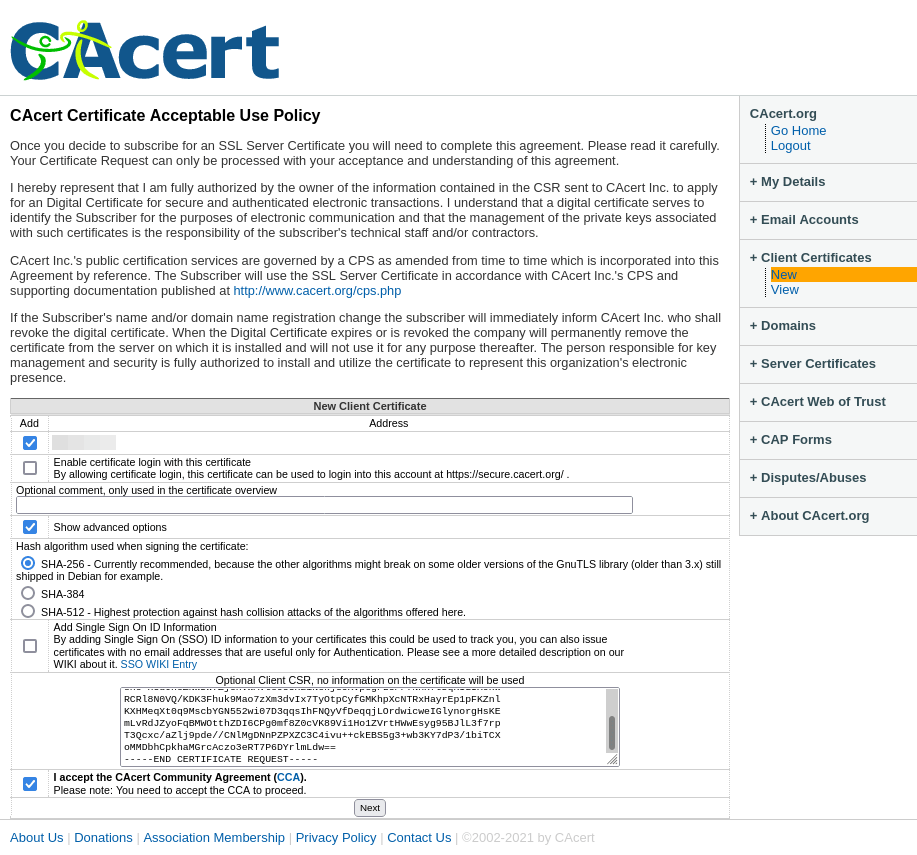 CAcert
CAcert Certificate Acceptable Use Policy
Once you decide to subscribe for an SSL Server Certificate you will need to complete this agreement. Please read it carefully.
Your Certificate Request can only be processed with your acceptance and understanding of this agreement.
I hereby represent that I am fully authorized by the owner of the information contained in the CSR sent to CAcert Inc. to apply
for an Digital Certificate for secure and authenticated electronic transactions. I understand that a digital certificate serves to
identify the Subscriber for the purposes of electronic communication and that the management of the private keys associated
with such certificates is the responsibility of the subscriber's technical staff and/or contractors.
CAcert Inc.'s public certification services are governed by a CPS as amended from time to time which is incorporated into this
Agreement by reference. The Subscriber will use the SSL Server Certificate in accordance with CAcert Inc.'s CPS and
supporting documentation published at http://www.cacert.org/cps.php
If the Subscriber's name and/or domain name registration change the subscriber will immediately inform CAcert Inc. who shall
revoke the digital certificate. When the Digital Certificate expires or is revoked the company will permanently remove the
certificate from the server on which it is installed and will not use it for any purpose thereafter. The person responsible for key
management and security is fully authorized to install and utilize the certificate to represent this organization's electronic
presence.
New Client Certificate
Add Address
Enable certificate login with this certificate
By allowing certificate login, this certificate can be used to login into this account at https://secure.cacert.org/ .
Optional comment, only used in the certificate overview
Show advanced options
Hash algorithm used when signing the certificate:
SHA-256 - Currently recommended, because the other algorithms might break on some older versions of the GnuTLS library (older than 3.x) still
shipped in Debian for example.
SHA-384
SHA-512 - Highest protection against hash collision attacks of the algorithms offered here.
Add Single Sign On ID Information
By adding Single Sign On (SSO) ID information to your certificates this could be used to track you, you can also issue
certificates with no email addresses that are useful only for Authentication. Please see a more detailed description on our
WIKI about it. SSO WIKI Entry
Optional Client CSR, no information on the certificate will be used
RCRl8N0VQ/KDK3Fhuk9Mao7zXm3dvIx7TyOtpCyfGMKhpXcNTRxHayrEp1pFKZnl
KXHMeqXt0q9MscbYGN552wi07D3qqsIhFNQyVfDeqqjLOrdwicweIGlynorgHsKE
mLvRdJZyoFqBMWOtthZDI6CPg0mf8Z0cVK89Vi1Ho1ZVrtHWwEsyg95BJlL3f7rp
T3Qcxc/aZlj9pde//CNlMgDNnPZPXZC3C4ivu++ckEBS5g3+wb3KY7dP3/1biTCX
oMMDbhCpkhaMGrcAczo3eRT7P6DYrlmLdw==
-----END CERTIFICATE REQUEST-----
I accept the CAcert Community Agreement (CCA).
Please note: You need to accept the CCA to proceed.
Next
CAcert.org
Go Home
Logout
+ My Details
+ Email Accounts
+ Client Certificates
New
View
+ Domains
+ Server Certificates
+ CAcert Web of Trust
+ CAP Forms
+ Disputes/Abuses
+ About CAcert.org
About Us | Donations | Association Membership | Privacy Policy | Contact Us | ©2002-2021 by CAcert